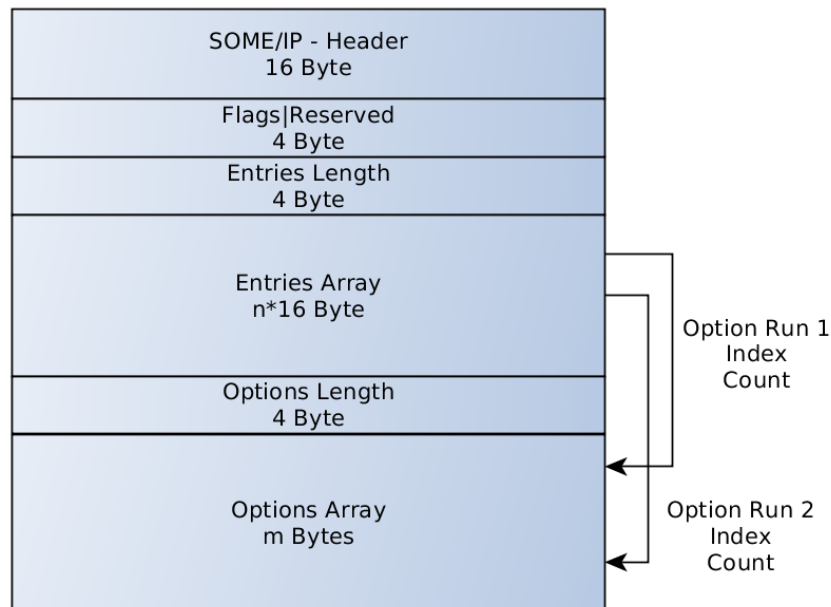 SOME/IP - Header
16 Byte
Flags|Reserved
4 Byte
Entries Length
4 Byte
Entries Array
n*16 Byte
Option Run 1
Index
Count
Options Length
4 Byte
Options Array
m Bytes
Option Run 2
Index
Count